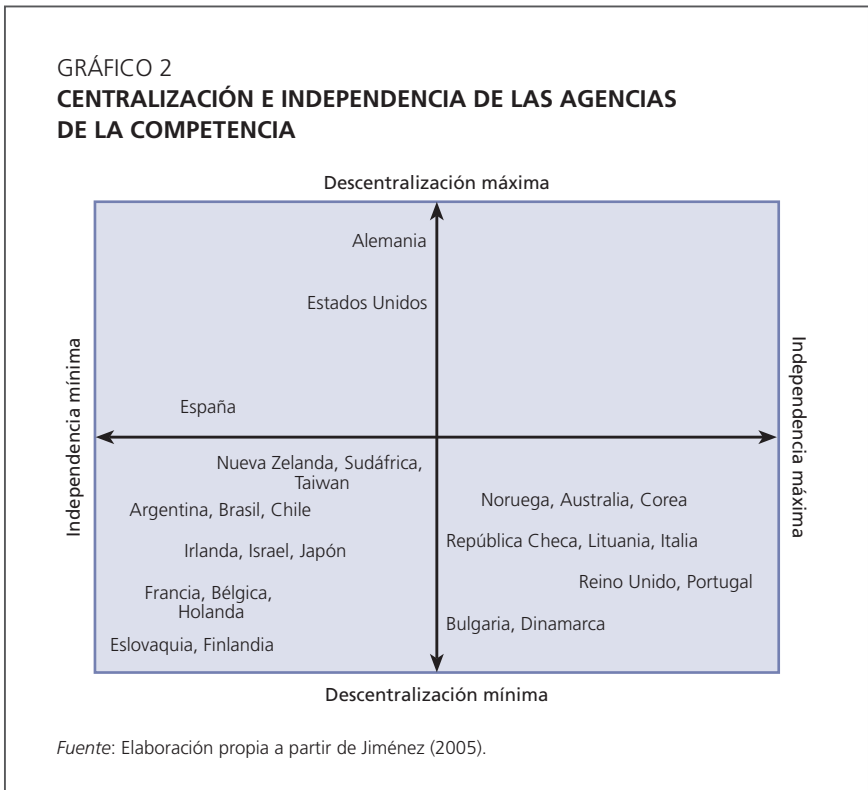 GRÁFICO 2
CENTRALIZACIÓN E INDEPENDENCIA DE LAS AGENCIAS
DE LA COMPETENCIA
Descentralización máxima
Alemania
Estados Unidos
Independencia mínima
Independencia máxima
España
Nueva Zelanda, Sudáfrica,
Taiwan
Noruega, Australia, Corea
Argentina, Brasil, Chile
República Checa, Lituania, Italia
Irlanda, Israel, Japón
Reino Unido, Portugal
Francia, Bélgica,
Holanda
Bulgaria, Dinamarca
Eslovaquia, Finlandia
Descentralización mínima
Fuente: Elaboración propia a partir de Jiménez (2005).